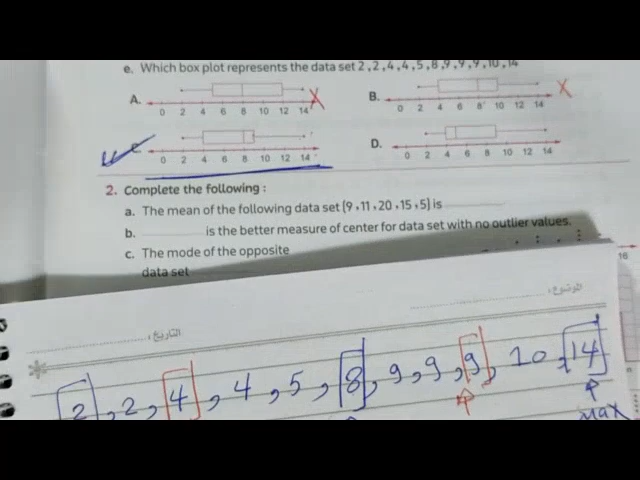 e. Which box plot represents the data set 2 , 2 , 4 , 4 , 5 , 8 , 9 , 9 , 9 , 10 , 14
A. 0 2 4 6 8 10 12 14 X
B. 0 2 4 6 8 10 12 14 X
0 2 4 6 8 10 12 14
D. 0 2 4 6 8 10 12 14
2. Complete the following :
a. The mean of the following data set (9 , 11 , 20 , 15 , 5) is
b. is the better measure of center for data set with no outlier values.
c. The mode of the opposite
data set
16
الموضوع :
التاريخ :
2 , 2 , 4 , 4 , 5 , 8 , 9 , 9 , 9 , 10 , 14
Max